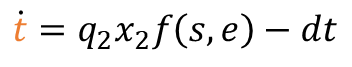 ṫ = q₂x₂f(s, e) − dt